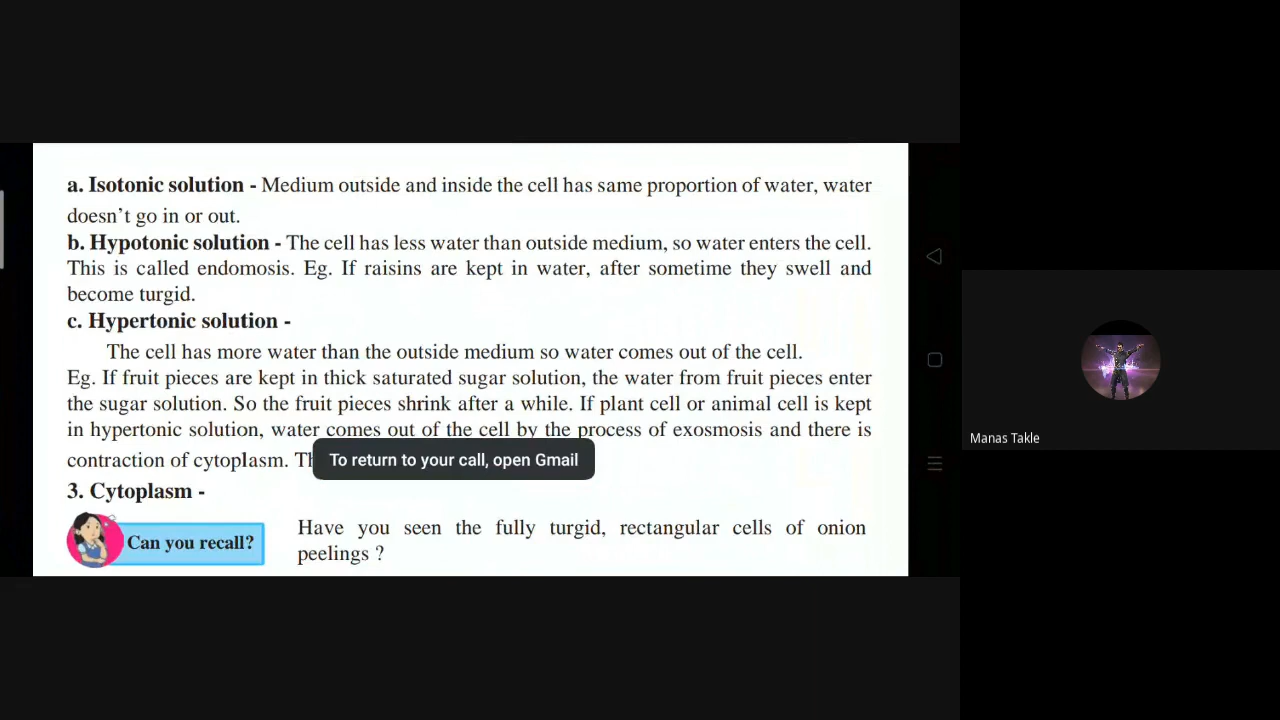 a. Isotonic solution - Medium outside and inside the cell has same proportion of water, water
doesn't go in or out.
b. Hypotonic solution - The cell has less water than outside medium, so water enters the cell.
This is called endomosis. Eg. If raisins are kept in water, after sometime they swell and
become turgid.
c. Hypertonic solution -
The cell has more water than the outside medium so water comes out of the cell.
Eg. If fruit pieces are kept in thick saturated sugar solution, the water from fruit pieces enter
the sugar solution. So the fruit pieces shrink after a while. If plant cell or animal cell is kept
in hypertonic solution, water comes out of the cell by the process of exosmosis and there is
contraction of cytoplasm.
To return to your call, open Gmail
3. Cytoplasm -
Can you recall?
Have you seen the fully turgid, rectangular cells of onion
peelings ?
Manas Takle